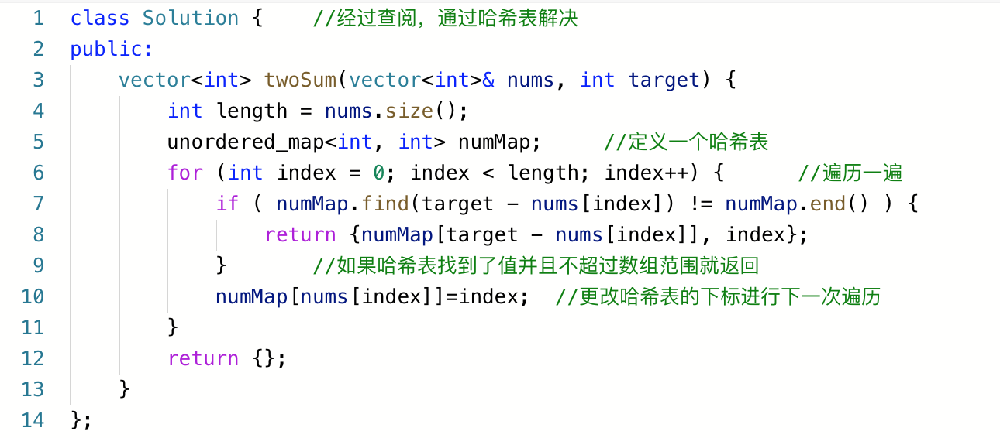 1 class Solution {    //经过查阅，通过哈希表解决
2 public:
3     vector<int> twoSum(vector<int>& nums, int target) {
4         int length = nums.size();
5         unordered_map<int, int> numMap;     //定义一个哈希表
6         for (int index = 0; index < length; index++) {      //遍历一遍
7             if ( numMap.find(target - nums[index]) != numMap.end() ) {
8                 return {numMap[target - nums[index]], index};
9             }       //如果哈希表找到了值并且不超过数组范围就返回
10             numMap[nums[index]]=index;  //更改哈希表的下标进行下一次遍历
11         }
12         return {};
13     }
14 };